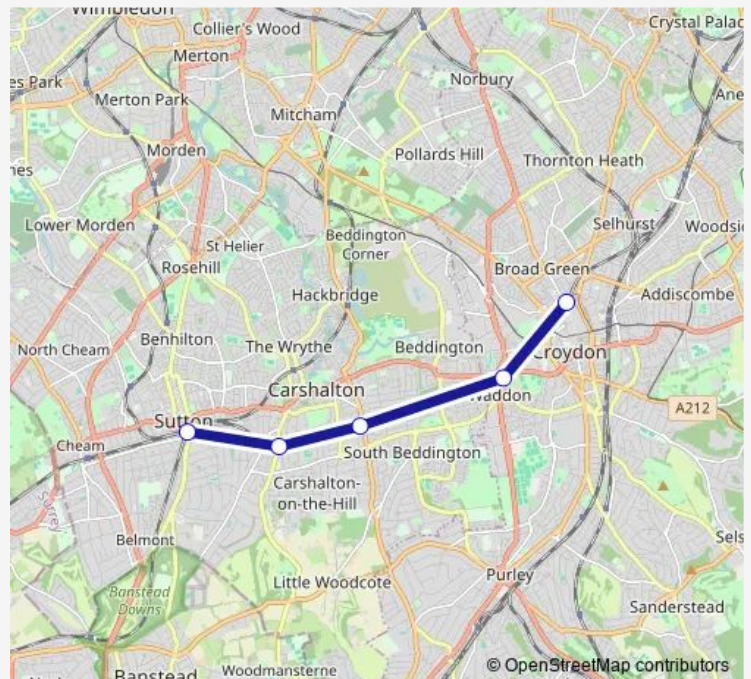 Wimbledon
Collier's Wood
Crystal Palac
Merton
es Park
Norbury
Merton Park
Ane
Mitcham
Morden
Pollards Hill
Thornton Heath
nes
Lower Morden
Selhurst
Woodsi
St Helier
Beddington
Corner
Rosehill
Broad Green
Hackbridge
Addiscombe
North Cheam
Benhilton
The Wrythe
Beddington
Croydon
Carshalton
Waddon
A212
Sutton
Cheam
South Beddington
Carshalton-
on-the-Hill
Surrey
Belmont
Sels
Little Woodcote
Purley
Banstead
Downs
Sanderstead
Banstead
Woodmansterne
© OpenStreetMap contributors